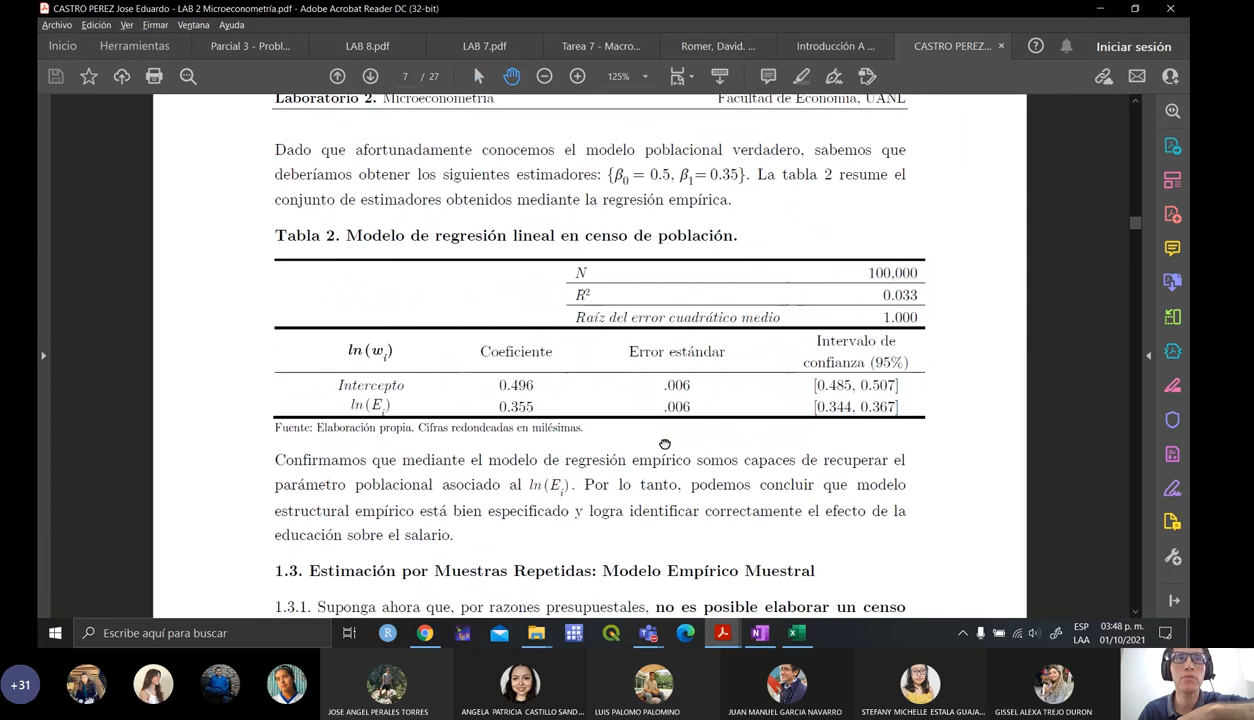 CASTRO PEREZ Jose Eduardo - LAB 2 Microeconometría.pdf - Adobe Acrobat Reader DC (32-bit)
Archivo Edición Ver Firmar Ventana Ayuda
Inicio Herramientas Parcial 3 - Probl... LAB 8.pdf LAB 7.pdf Tarea 7 - Macro... Romer, David. ... Introducción A ... CASTRO PEREZ... × Iniciar sesión
7 / 27 125%
Laboratorio 2. Microeconometría Facultad de Economía, UANL
Dado que afortunadamente conocemos el modelo poblacional verdadero, sabemos que
deberíamos obtener los siguientes estimadores: {β₀ = 0.5, β₁= 0.35}. La tabla 2 resume el
conjunto de estimadores obtenidos mediante la regresión empírica.
Tabla 2. Modelo de regresión lineal en censo de población.
N 100,000
R² 0.033
Raíz del error cuadrático medio 1.000
ln(wᵢ) Coeficiente Error estándar Intervalo de
confianza (95%)
Intercepto 0.496 .006 [0.485, 0.507]
ln(Eᵢ) 0.355 .006 [0.344, 0.367]
Fuente: Elaboración propia. Cifras redondeadas en milésimas.
Confirmamos que mediante el modelo de regresión empírico somos capaces de recuperar el
parámetro poblacional asociado al ln(Eᵢ). Por lo tanto, podemos concluir que modelo
estructural empírico está bien especificado y logra identificar correctamente el efecto de la
educación sobre el salario.
1.3. Estimación por Muestras Repetidas: Modelo Empírico Muestral
1.3.1. Suponga ahora que, por razones presupuestales, no es posible elaborar un censo
Escribe aquí para buscar
ESP 03:48 p. m.
LAA 01/10/2021
+31
JOSE ANGEL PERALES TORRES ANGELA PATRICIA CASTILLO SAND... LUIS PALOMO PALOMINO JUAN MANUEL GARCIA NAVARRO STEFANY MICHELLE ESTALA GUAJA... GISSEL ALEXA TREJO DURON